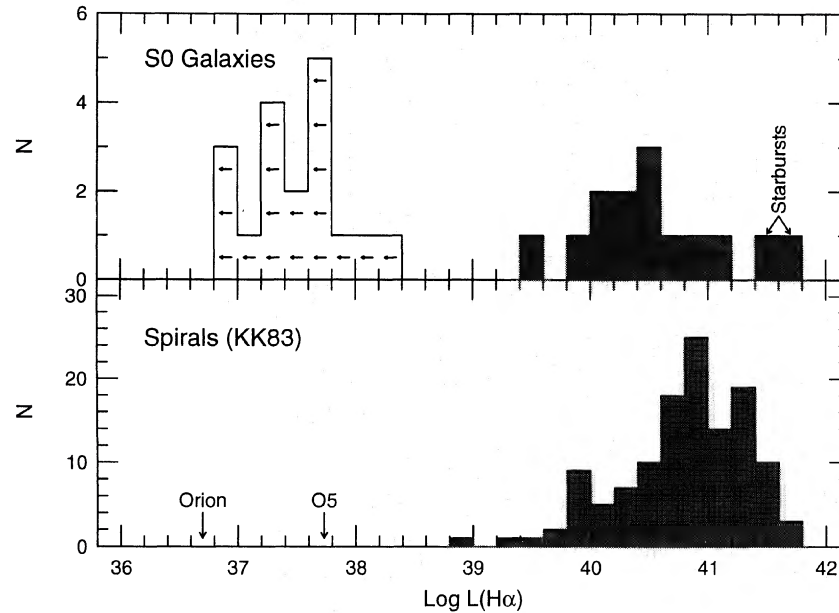 6
S0 Galaxies
4
N
2
Starbursts
0
30
Spirals (KK83)
20
N
10
Orion
O5
0
36 37 38 39 40 41 42
Log L(Hα)